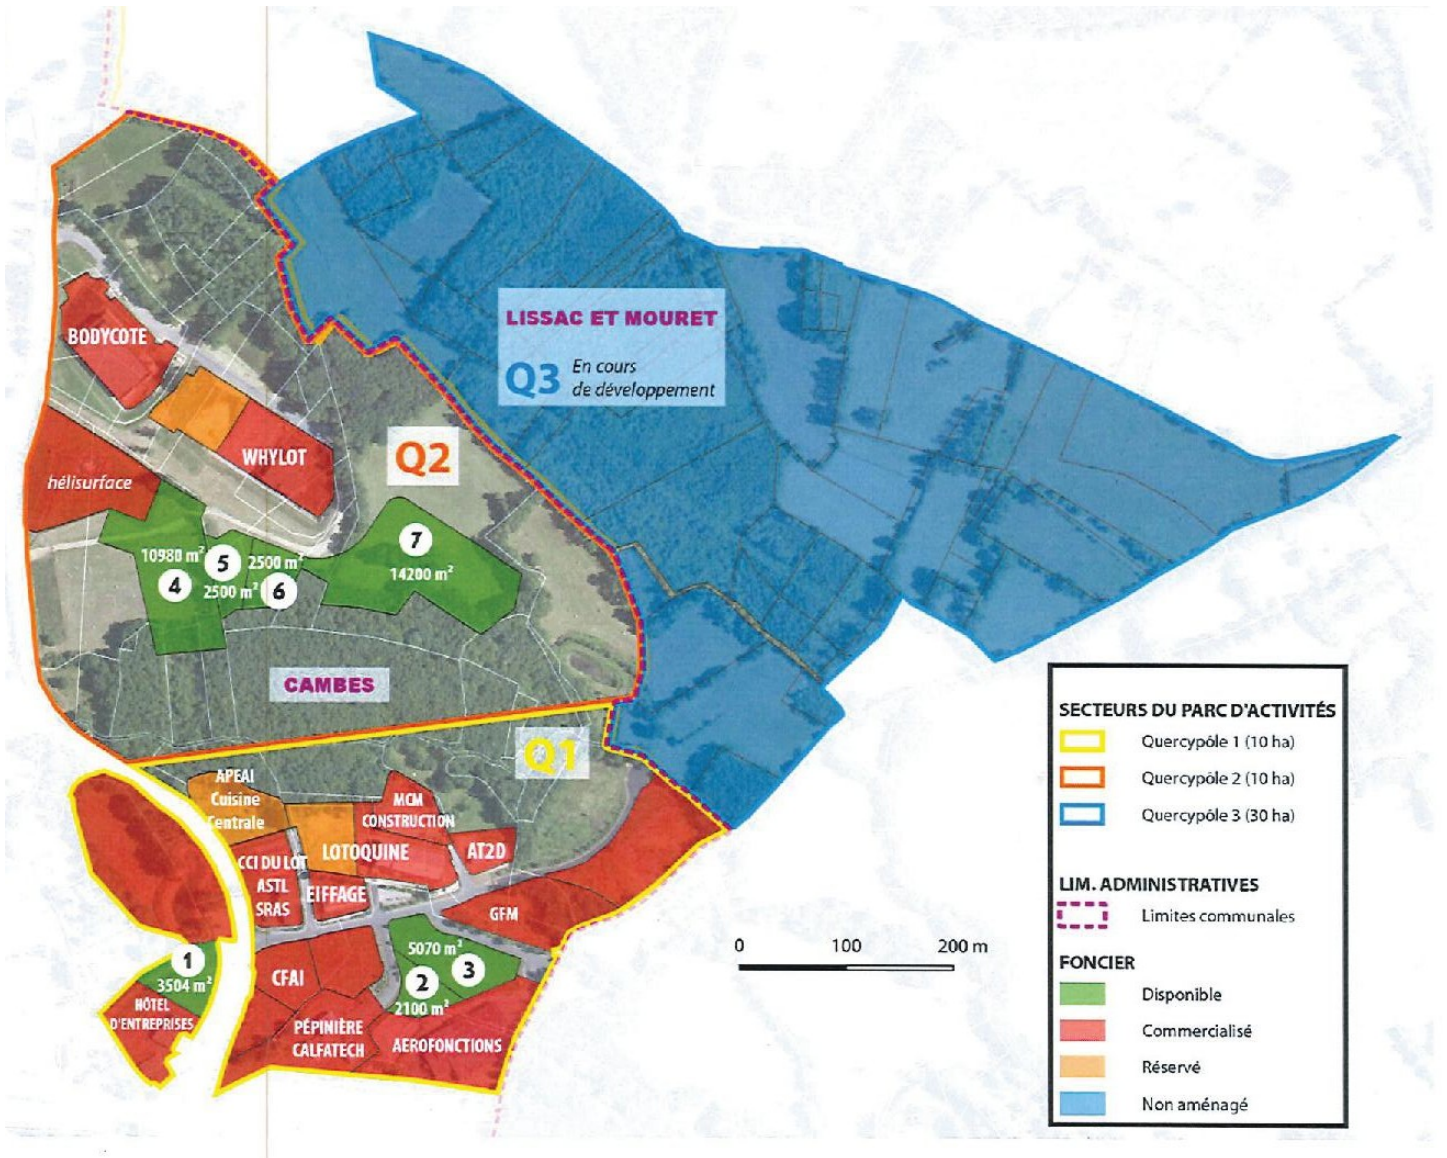 LISSAC ET MOURET
Q3
En cours
de développement
BODYCOTE
WHYLOT
Q2
hélisurface
10980 m²
4
5
2500 m²
2500 m²
6
7
14200 m²
CAMBES
Q1
APEAI
Cuisine
Centrale
MCM
CONSTRUCTION
LOTOQUINE
AT2D
CCI DU LOT
ASTL
SRAS
EIFFAGE
GFM
1
3504 m²
HÔTEL
D'ENTREPRISES
CFAI
5070 m²
3
2
2100 m²
PÉPINIÈRE
CALFATECH
AEROFONCTIONS
0 100 200 m
SECTEURS DU PARC D'ACTIVITÉS
Quercypôle 1 (10 ha)
Quercypôle 2 (10 ha)
Quercypôle 3 (30 ha)
LIM. ADMINISTRATIVES
Limites communales
FONCIER
Disponible
Commercialisé
Réservé
Non aménagé